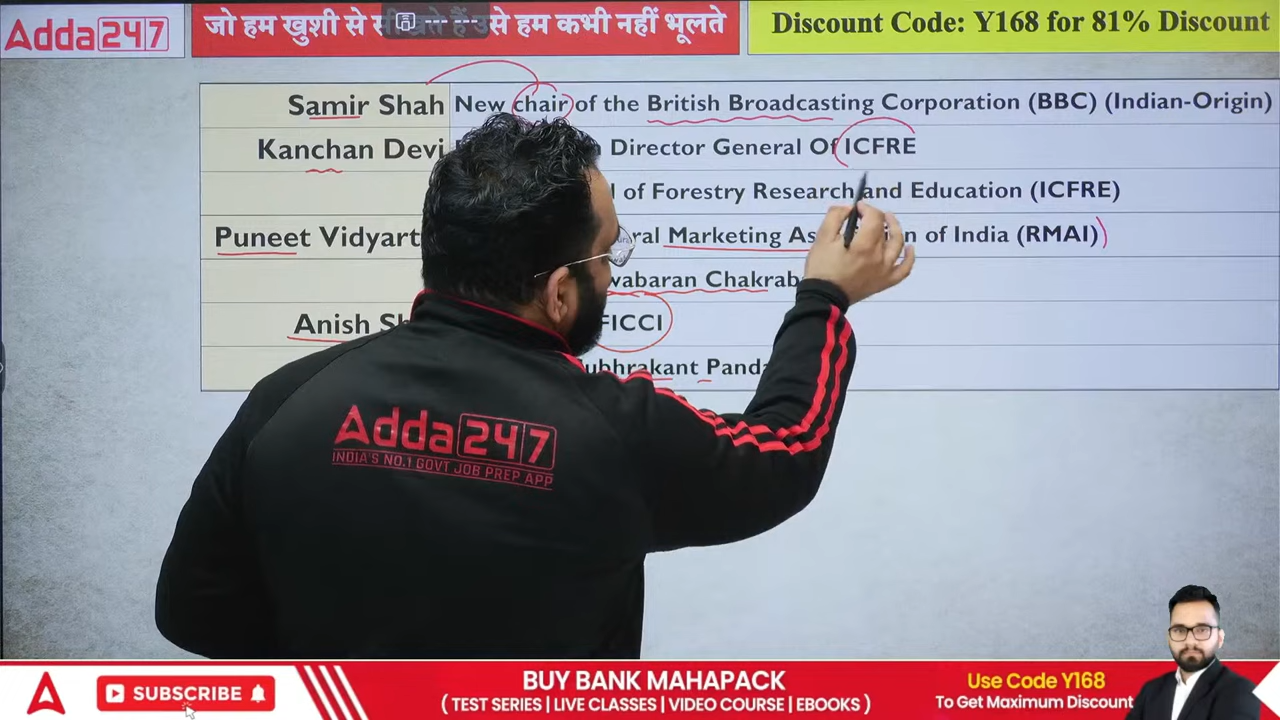 Adda247
जो हम खुशी से सीखते हैं उसे हम कभी नहीं भूलते
Discount Code: Y168 for 81% Discount
Samir Shah New chair of the British Broadcasting Corporation (BBC) (Indian-Origin)
Kanchan Devi Director General Of ICFRE
of Forestry Research and Education (ICFRE)
Puneet Marketing of India (RMAI)
Anish FICCI
Adda247
INDIA'S NO.1 GOVT JOB PREP APP
SUBSCRIBE
BUY BANK MAHAPACK
( TEST SERIES | LIVE CLASSES | VIDEO COURSE | EBOOKS )
Use Code Y168
To Get Maximum Discount